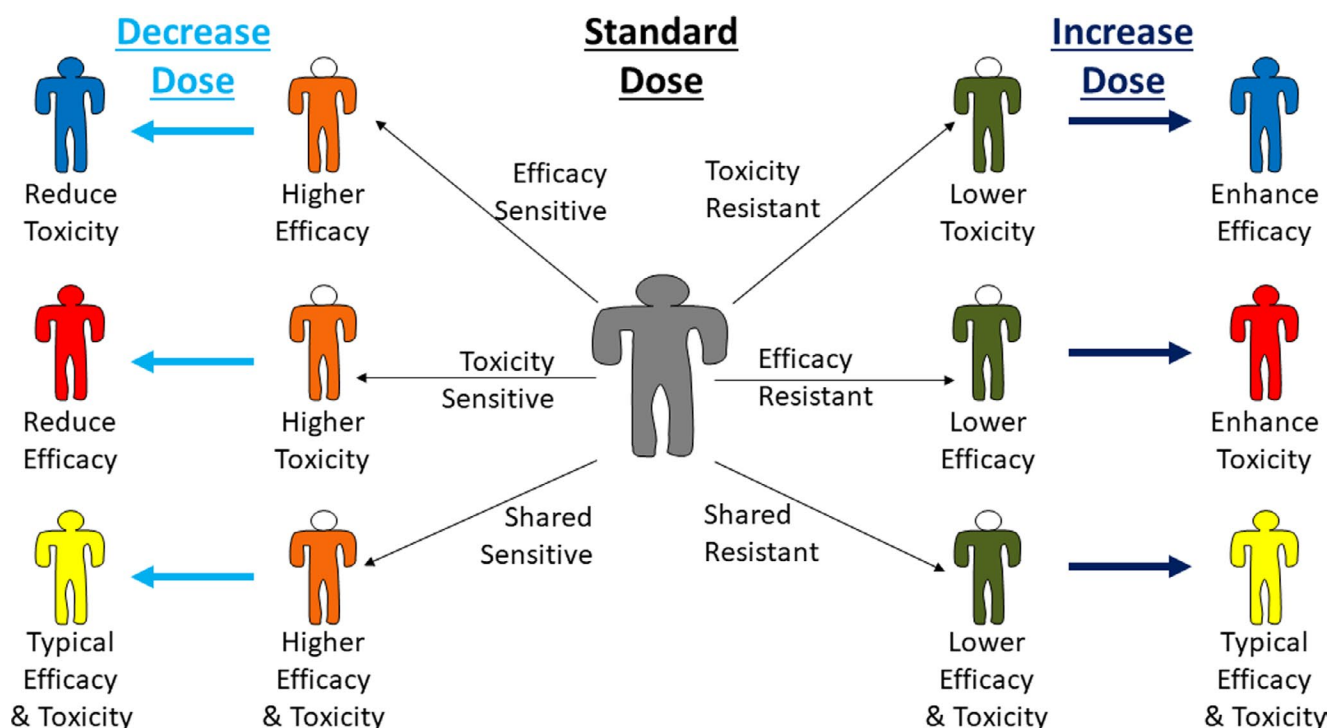 Decrease
Dose
Standard
Dose
Increase
Dose
Efficacy
Sensitive
Toxicity
Resistant
Reduce
Toxicity
Higher
Efficacy
Lower
Toxicity
Enhance
Efficacy
Toxicity
Sensitive
Efficacy
Resistant
Reduce
Efficacy
Higher
Toxicity
Lower
Efficacy
Enhance
Toxicity
Shared
Sensitive
Shared
Resistant
Typical
Efficacy
& Toxicity
Higher
Efficacy
& Toxicity
Lower
Efficacy
& Toxicity
Typical
Efficacy
& Toxicity